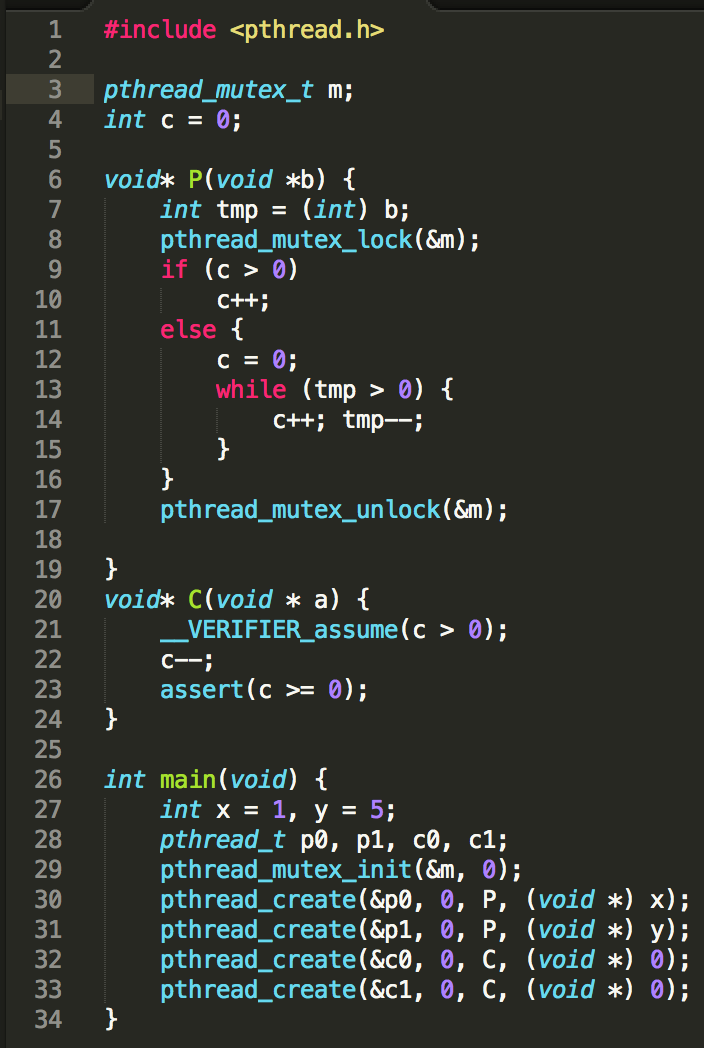 1 #include <pthread.h>
2
3 pthread_mutex_t m;
4 int c = 0;
5
6 void* P(void *b) {
7     int tmp = (int) b;
8     pthread_mutex_lock(&m);
9     if (c > 0)
10         c++;
11     else {
12         c = 0;
13         while (tmp > 0) {
14             c++; tmp--;
15         }
16     }
17     pthread_mutex_unlock(&m);
18
19 }
20 void* C(void * a) {
21     __VERIFIER_assume(c > 0);
22     c--;
23     assert(c >= 0);
24 }
25
26 int main(void) {
27     int x = 1, y = 5;
28     pthread_t p0, p1, c0, c1;
29     pthread_mutex_init(&m, 0);
30     pthread_create(&p0, 0, P, (void *) x);
31     pthread_create(&p1, 0, P, (void *) y);
32     pthread_create(&c0, 0, C, (void *) 0);
33     pthread_create(&c1, 0, C, (void *) 0);
34 }